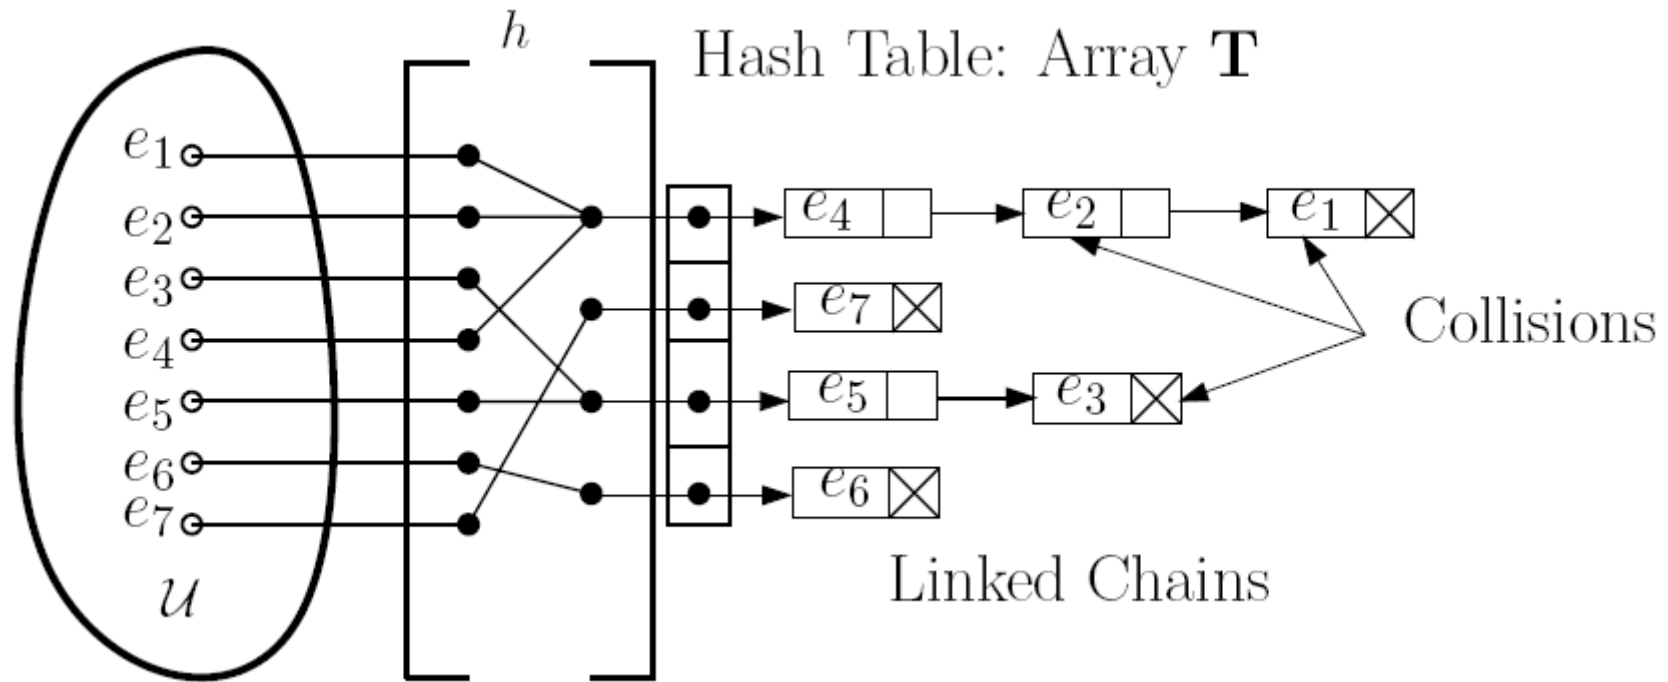 h
Hash Table: Array T
e1
e2
e3
e4
e5
e6
e7
U
e4 e2 e1
e7
e5 e3
e6
Collisions
Linked Chains